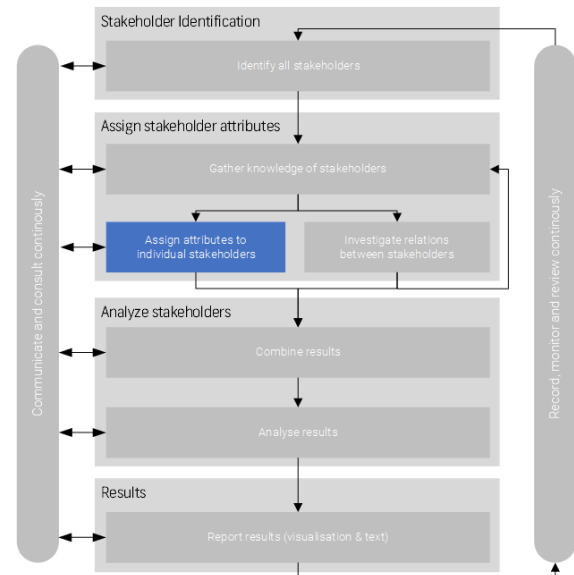 Stakeholder Identification
Identify all stakeholders
Assign stakeholder attributes
Gather knowledge of stakeholders
Assign attributes to
individual stakeholders
Investigate relations
between stakeholders
Analyze stakeholders
Combine results
Analyse results
Results
Report results (visualisation & text)
Communicate and consult continously
Record, monitor and review continously